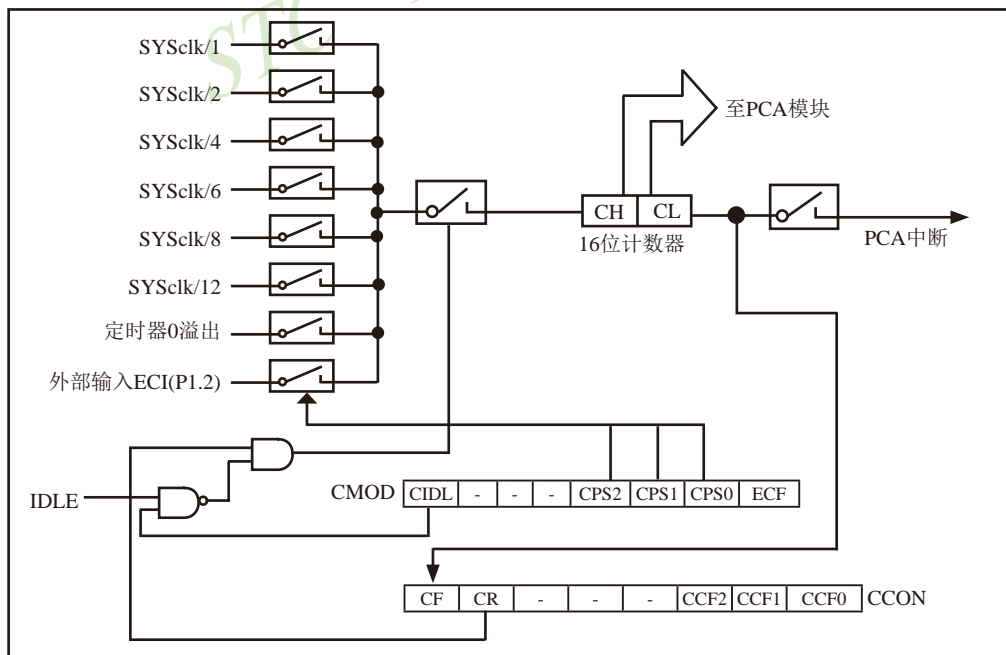 STC
SYSclk/1
SYSclk/2
SYSclk/4
SYSclk/6
SYSclk/8
SYSclk/12
定时器0溢出
外部输入ECI(P1.2)
至PCA模块
CH CL
16位计数器
PCA中断
IDLE
CMOD CIDL - - - CPS2 CPS1 CPS0 ECF
CF CR - - - CCF2 CCF1 CCF0 CCON